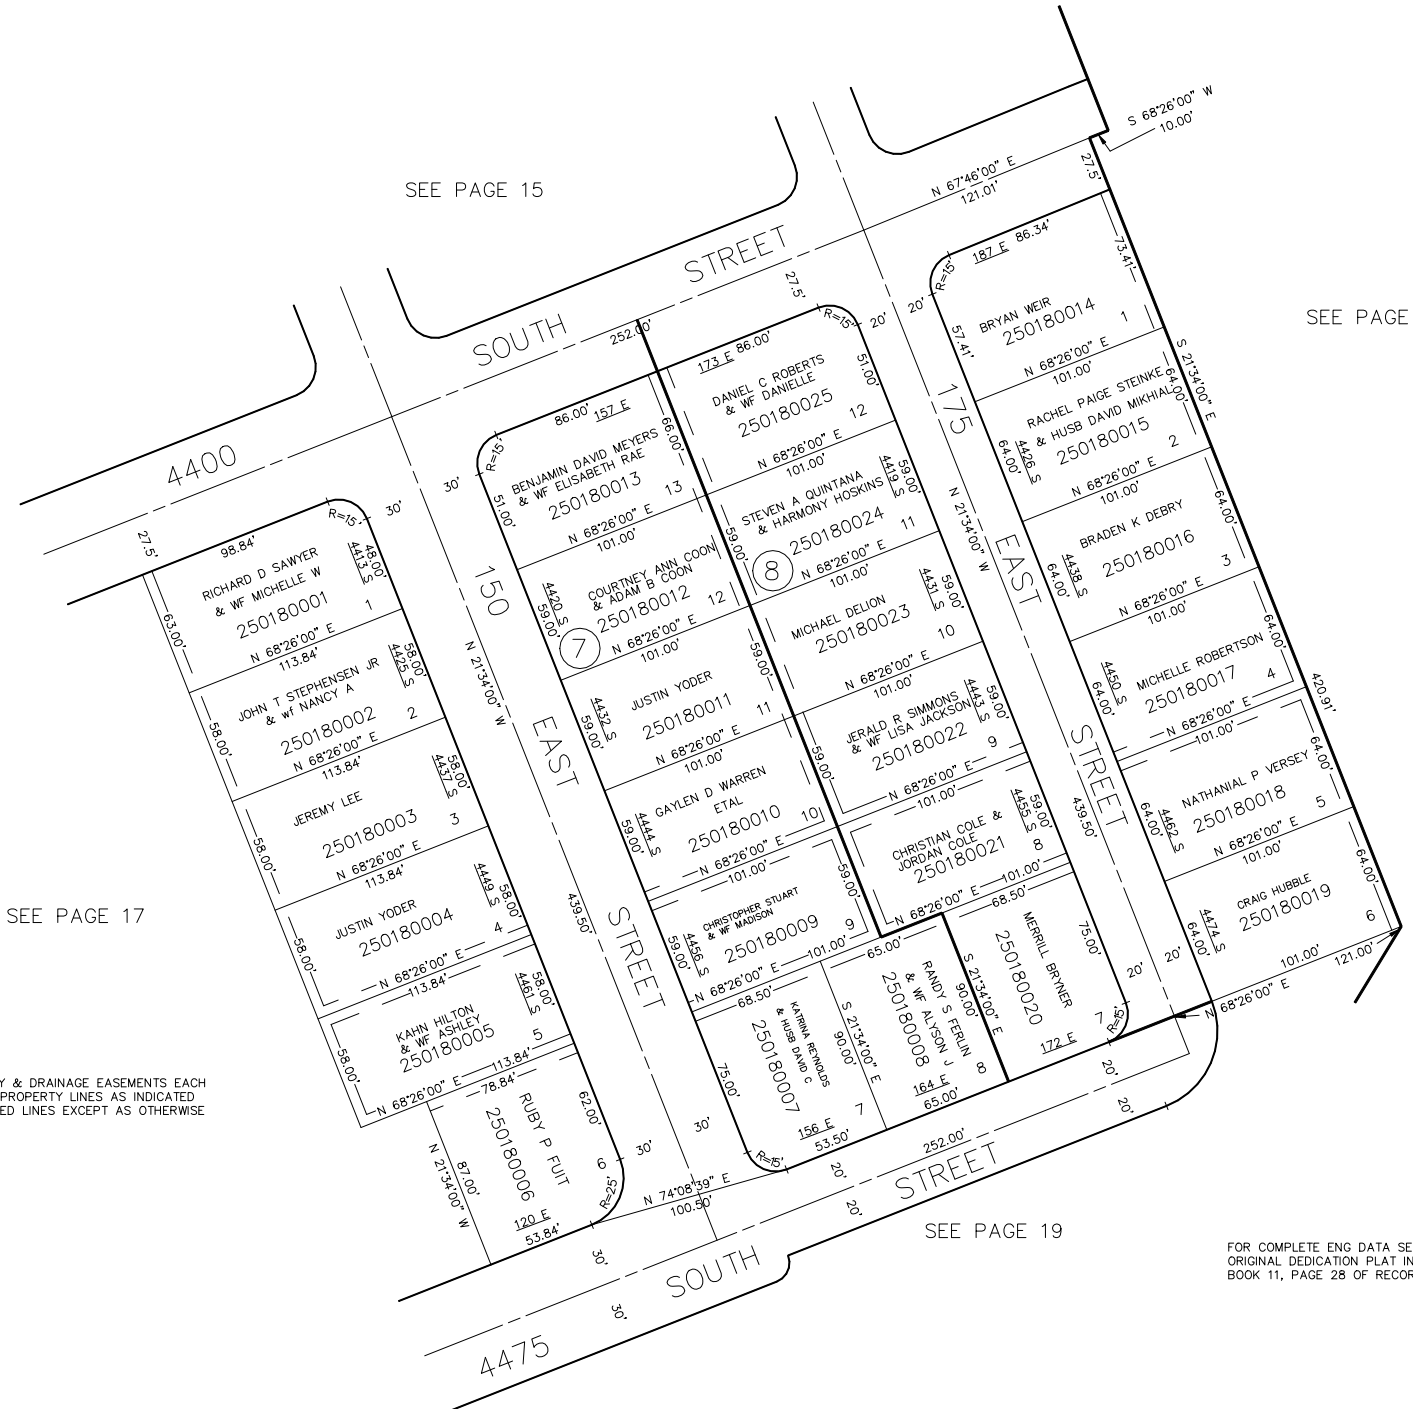 S 68°26'00" W
10.00'
SEE PAGE 15
N 67°46'00" E
121.01'
27.5'
4400
SOUTH
STREET
252.00'
27.5'
27.5'
SEE PAGE
187 E 86.34'
R=15'
73.41'
57.41'
BRYAN WEIR
250180014
1
N 68°26'00" E
101.00'
S 21°34'00" E
420.91'
RACHEL PAIGE STEINKE
& HUSB DAVID MIKHIAL
250180015
2
64.00'
4426 S
64.00'
N 68°26'00" E
101.00'
BRADEN K DEBRY
250180016
3
64.00'
4438 S
64.00'
N 68°26'00" E
101.00'
MICHELLE ROBERTSON
250180017
4
64.00'
4450 S
64.00'
N 68°26'00" E
101.00'
NATHANIAL P VERSEY
250180018
5
64.00'
4462 S
64.00'
N 68°26'00" E
101.00'
CRAIG HUBBLE
250180019
6
64.00'
4474 S
64.00'
101.00'
121.00'
N 68°26'00" E
20'
20'
175
EAST
STREET
N 21°34'00" W
439.50'
20'
20'
173 E 86.00'
R=15'
51.00'
DANIEL C ROBERTS
& WF DANIELLE
250180025
12
N 68°26'00" E
101.00'
STEVEN A QUINTANA
& HARMONY HOSKINS
250180024
11
4419 S
59.00'
59.00'
8
N 68°26'00" E
101.00'
MICHAEL DELION
250180023
10
4431 S
59.00'
59.00'
N 68°26'00" E
101.00'
JERALD R SIMMONS
& WF LISA JACKSON
250180022
9
4443 S
59.00'
59.00'
N 68°26'00" E
101.00'
CHRISTIAN COLE &
JORDAN COLE
250180021
8
4455 S
59.00'
59.00'
N 68°26'00" E
101.00'
68.50'
MERRILL BRYNER
250180020
7
75.00'
R=15'
172 E
S 21°34'00" E
90.00'
65.00'
RANDY S FERLIN
& WF ALYSON J
250180008
8
164 E
65.00'
S 21°34'00" E
90.00'
86.00' 157 E
R=15'
51.00'
66.00'
BENJAMIN DAVID MEYERS
& WF ELISABETH RAE
250180013
13
N 68°26'00" E
101.00'
COURTNEY ANN COON
& ADAM B COON
250180012
12
4420 S
59.00'
7
N 68°26'00" E
101.00'
JUSTIN YODER
250180011
11
4432 S
59.00'
N 68°26'00" E
101.00'
GAYLEN D WARREN
ETAL
250180010
10
4444 S
59.00'
N 68°26'00" E
101.00'
CHRISTOPHER STUART
& WF MADISON
250180009
9
4456 S
59.00'
N 68°26'00" E
101.00'
68.50'
KATRINA REYNOLDS
& HUSB DAVID C
250180007
7
75.00'
156 E
53.50'
R=15'
30'
30'
150
EAST
STREET
N 21°34'00" W
439.50'
30'
30'
98.84'
R=15'
63.00'
RICHARD D SAWYER
& WF MICHELLE W
250180001
1
4413 S
48.00'
N 68°26'00" E
113.84'
JOHN T STEPHENSEN JR
& wf NANCY A
250180002
2
4425 S
58.00'
58.00'
N 68°26'00" E
113.84'
JEREMY LEE
250180003
3
4437 S
58.00'
58.00'
N 68°26'00" E
113.84'
JUSTIN YODER
250180004
4
4449 S
58.00'
58.00'
N 68°26'00" E
113.84'
KAHN HILTON
& WF ASHLEY
250180005
5
4461 S
58.00'
58.00'
N 68°26'00" E
113.84'
78.84'
RUBY P FUIT
250180006
6
62.00'
R=25'
87.00'
N 21°34'00" W
120 E
53.84'
SEE PAGE 17
Y & DRAINAGE EASEMENTS EACH
PROPERTY LINES AS INDICATED
ED LINES EXCEPT AS OTHERWISE
N 74°08'39" E
100.50'
252.00'
20'
20'
20'
20'
30'
30'
4475
SOUTH
STREET
SEE PAGE 19
FOR COMPLETE ENG DATA SE
ORIGINAL DEDICATION PLAT IN
BOOK 11, PAGE 28 OF RECOR